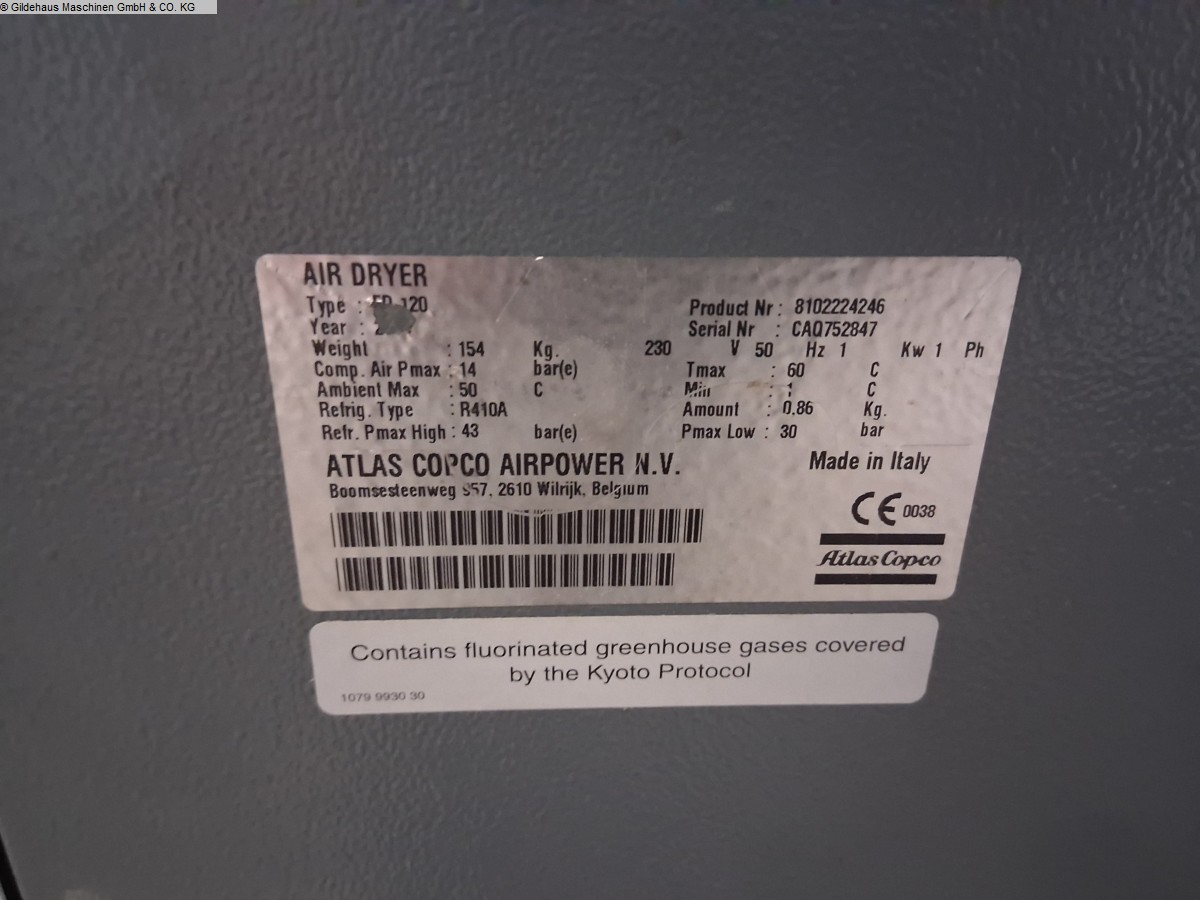 © Gildehaus Maschinen GmbH & CO. KG
AIR DRYER
Type : 120 Product Nr : 8102224246
Year : Serial Nr : CAQ752847
Weight : 154 Kg. 230 V 50 Hz 1 Kw 1 Ph
Comp. Air Pmax : 14 bar(e) Tmax : 60 C
Ambient Max : 50 C Min : 1 C
Refrig. Type : R410A Amount : 0,86 Kg.
Refr. Pmax High : 43 bar(e) Pmax Low : 30 bar
ATLAS COPCO AIRPOWER N.V. Made in Italy
Boomsesteenweg 957, 2610 Wilrijk, Belgium
CE 0038
Atlas Copco
Contains fluorinated greenhouse gases covered
by the Kyoto Protocol
1079 9930 30